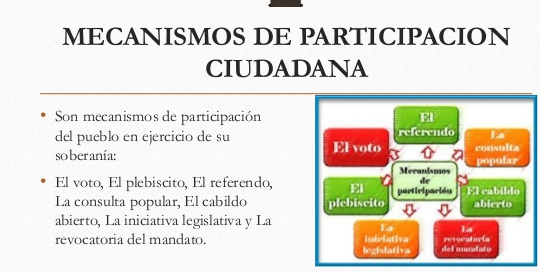 MECANISMOS DE PARTICIPACION
CIUDADANA
Son mecanismos de participación
del pueblo en ejercicio de su
soberanía:
El voto, El plebiscito, El referendo,
La consulta popular, El cabildo
abierto, La iniciativa legislativa y La
revocatoria del mandato.
El
referendo
El voto
La
consulta
popular
Mecanismos
de
participación
El
plebiscito
El cabildo
abierto
La
iniciativa
legislativa
La
revocatoria
del mandato